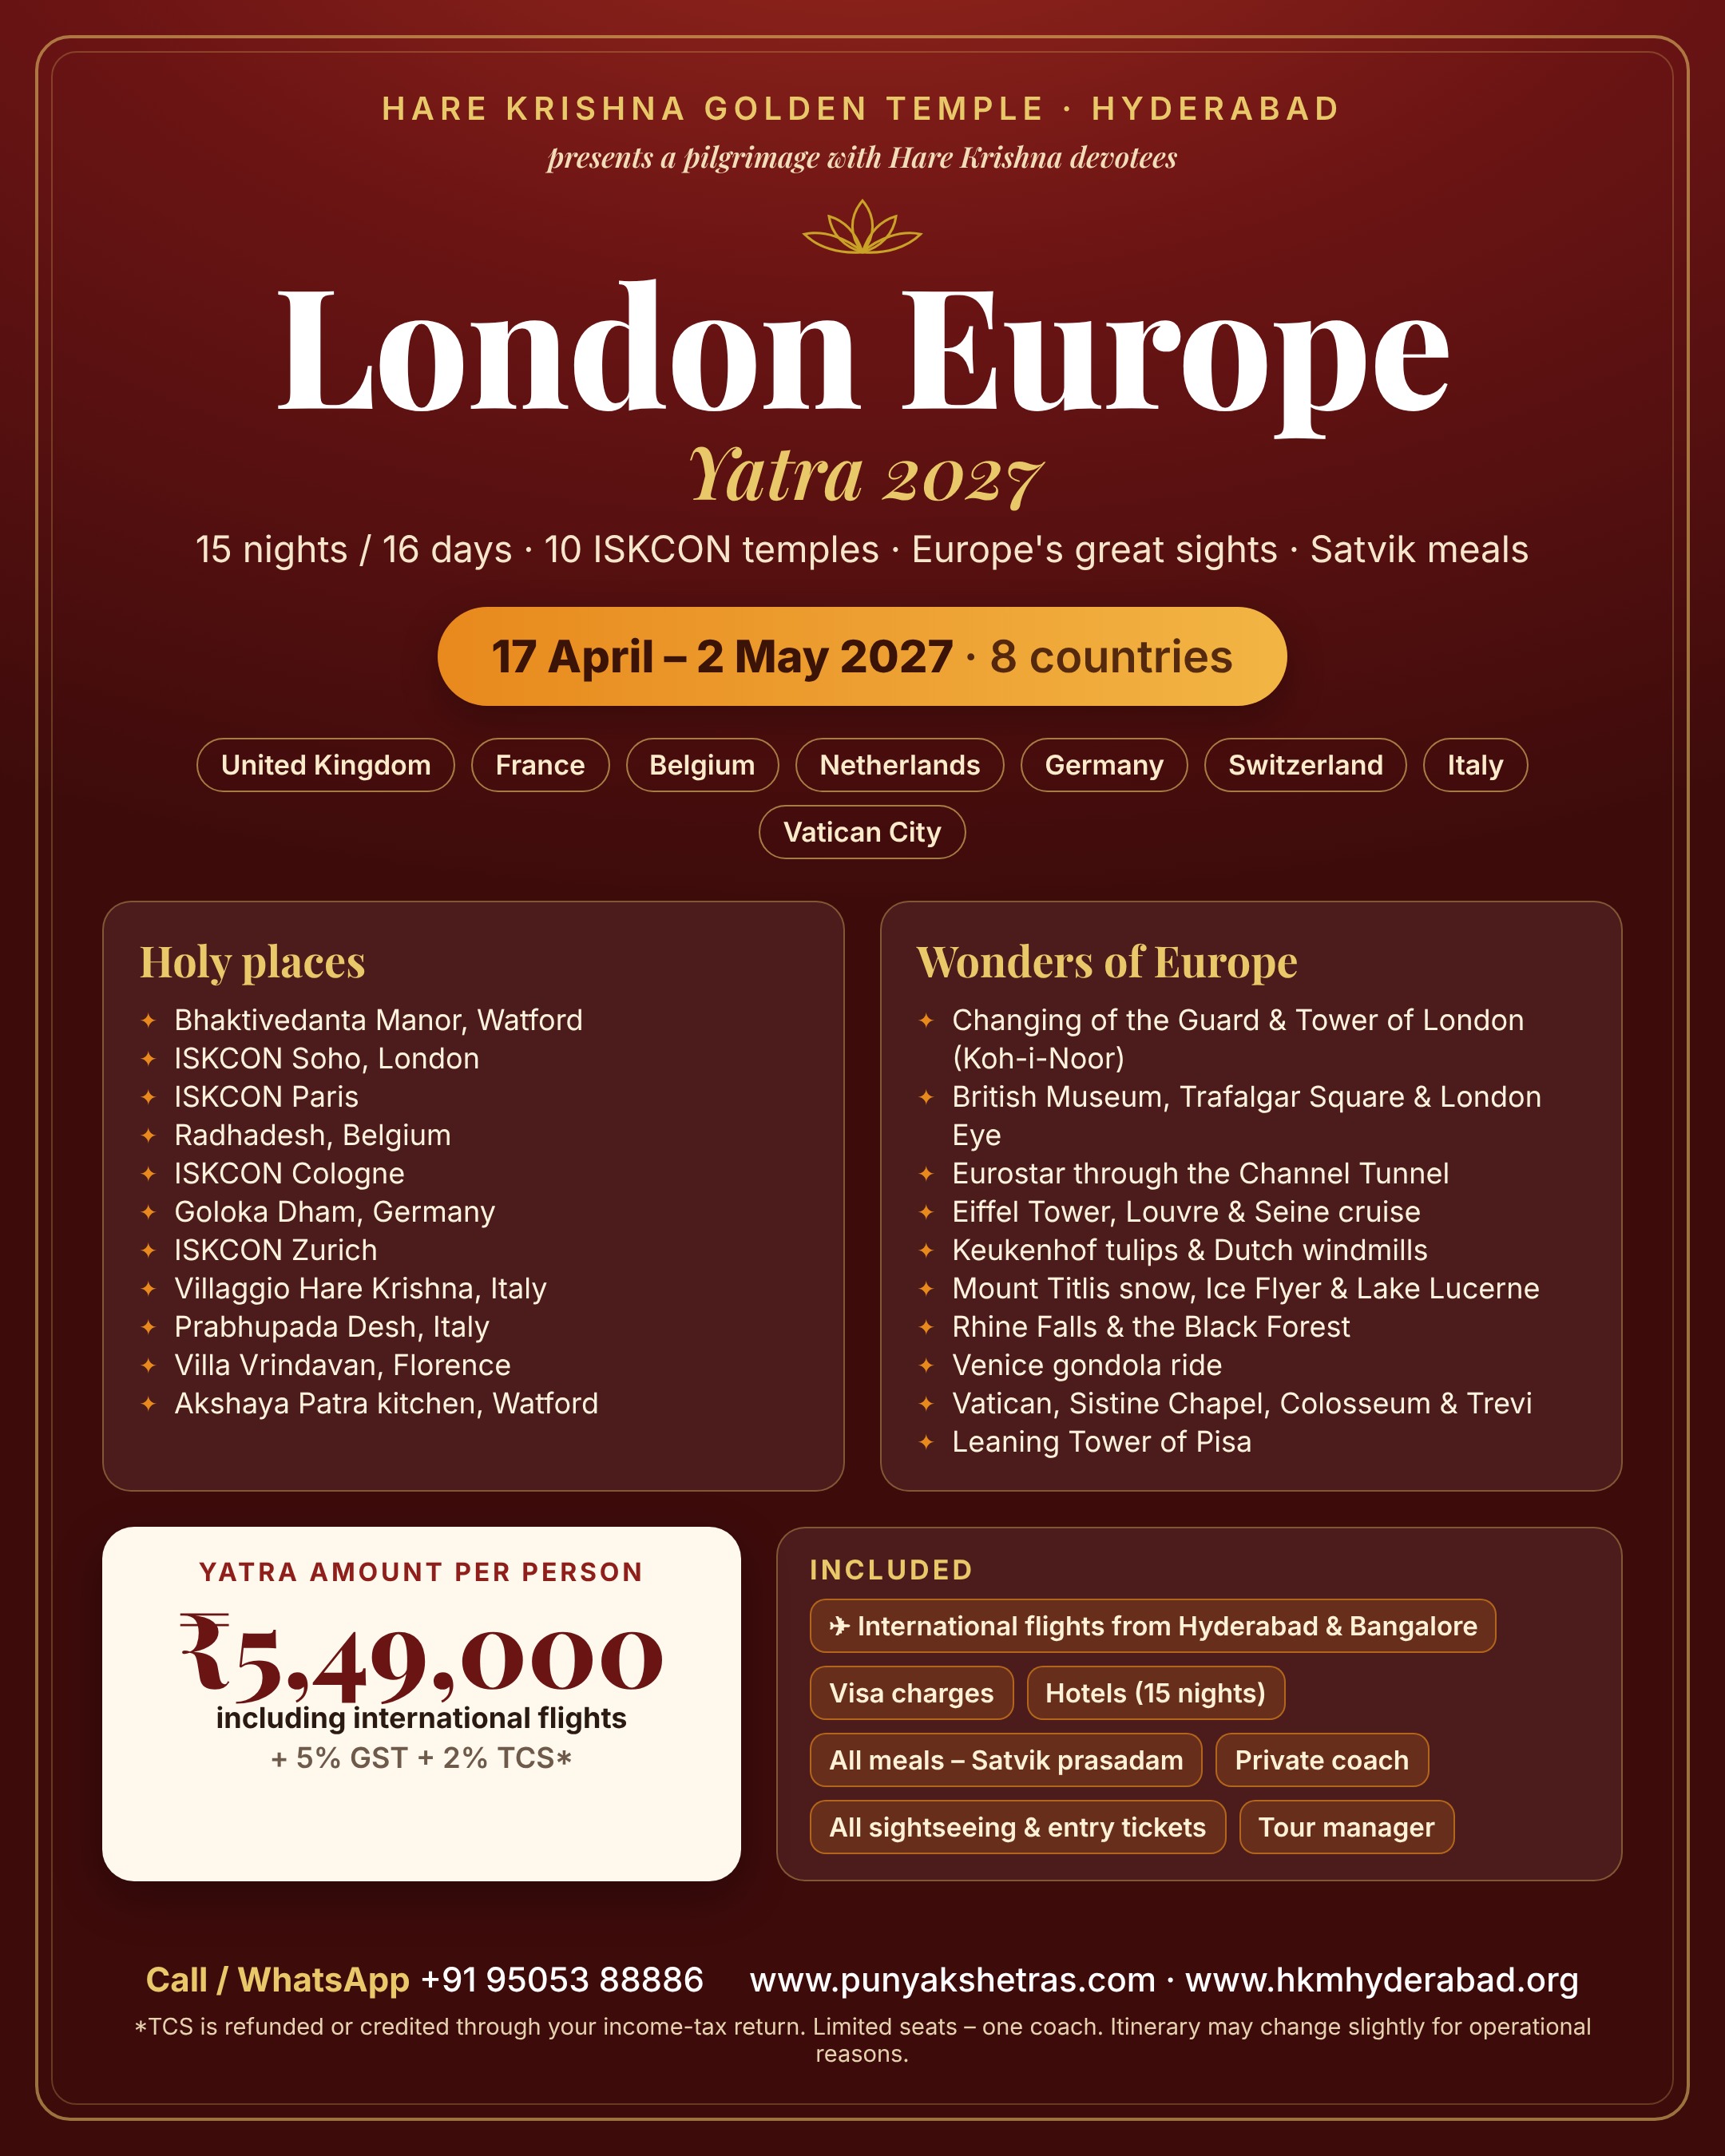 HARE KRISHNA GOLDEN TEMPLE · HYDERABAD
presents a pilgrimage with Hare Krishna devotees
London Europe
Yatra 2027
15 nights / 16 days · 10 ISKCON temples · Europe's great sights · Satvik meals
17 April – 2 May 2027 · 8 countries
United Kingdom France Belgium Netherlands Germany Switzerland Italy
Vatican City
Holy places
✦ Bhaktivedanta Manor, Watford
✦ ISKCON Soho, London
✦ ISKCON Paris
✦ Radhadesh, Belgium
✦ ISKCON Cologne
✦ Goloka Dham, Germany
✦ ISKCON Zurich
✦ Villaggio Hare Krishna, Italy
✦ Prabhupada Desh, Italy
✦ Villa Vrindavan, Florence
✦ Akshaya Patra kitchen, Watford
Wonders of Europe
✦ Changing of the Guard & Tower of London
(Koh-i-Noor)
✦ British Museum, Trafalgar Square & London
Eye
✦ Eurostar through the Channel Tunnel
✦ Eiffel Tower, Louvre & Seine cruise
✦ Keukenhof tulips & Dutch windmills
✦ Mount Titlis snow, Ice Flyer & Lake Lucerne
✦ Rhine Falls & the Black Forest
✦ Venice gondola ride
✦ Vatican, Sistine Chapel, Colosseum & Trevi
✦ Leaning Tower of Pisa
YATRA AMOUNT PER PERSON
₹5,49,000
including international flights
+ 5% GST + 2% TCS*
INCLUDED
✈ International flights from Hyderabad & Bangalore
Visa charges Hotels (15 nights)
All meals – Satvik prasadam Private coach
All sightseeing & entry tickets Tour manager
Call / WhatsApp +91 95053 88886 www.punyakshetras.com · www.hkmhyderabad.org
*TCS is refunded or credited through your income-tax return. Limited seats – one coach. Itinerary may change slightly for operational
reasons.